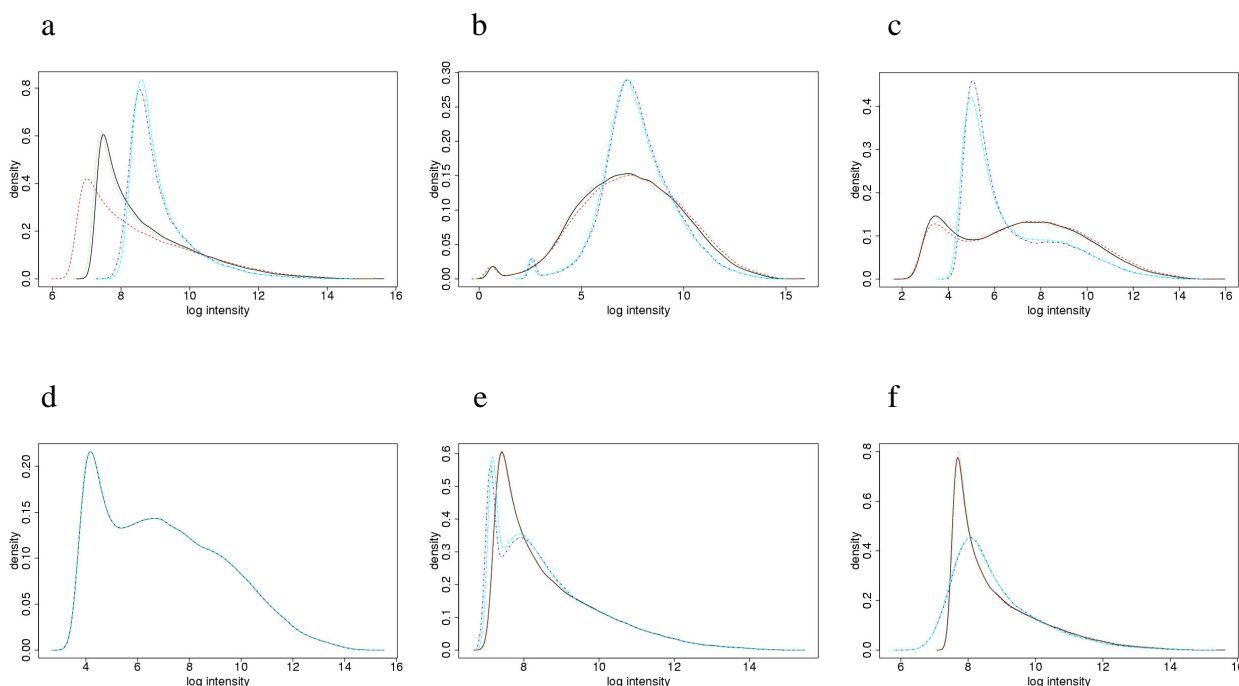 a
b
c
0.0 0.2 0.4 0.6 0.8
density
6 8 10 12 14 16
log intensity
0.00 0.05 0.10 0.15 0.20 0.25 0.30
density
0 5 10 15
log intensity
0.0 0.1 0.2 0.3 0.4
density
2 4 6 8 10 12 14 16
log intensity
d
e
f
0.00 0.05 0.10 0.15 0.20
density
4 6 8 10 12 14 16
log intensity
0.0 0.1 0.2 0.3 0.4 0.5 0.6
density
8 10 12 14
log intensity
0.0 0.2 0.4 0.6 0.8
density
6 8 10 12 14 16
log intensity